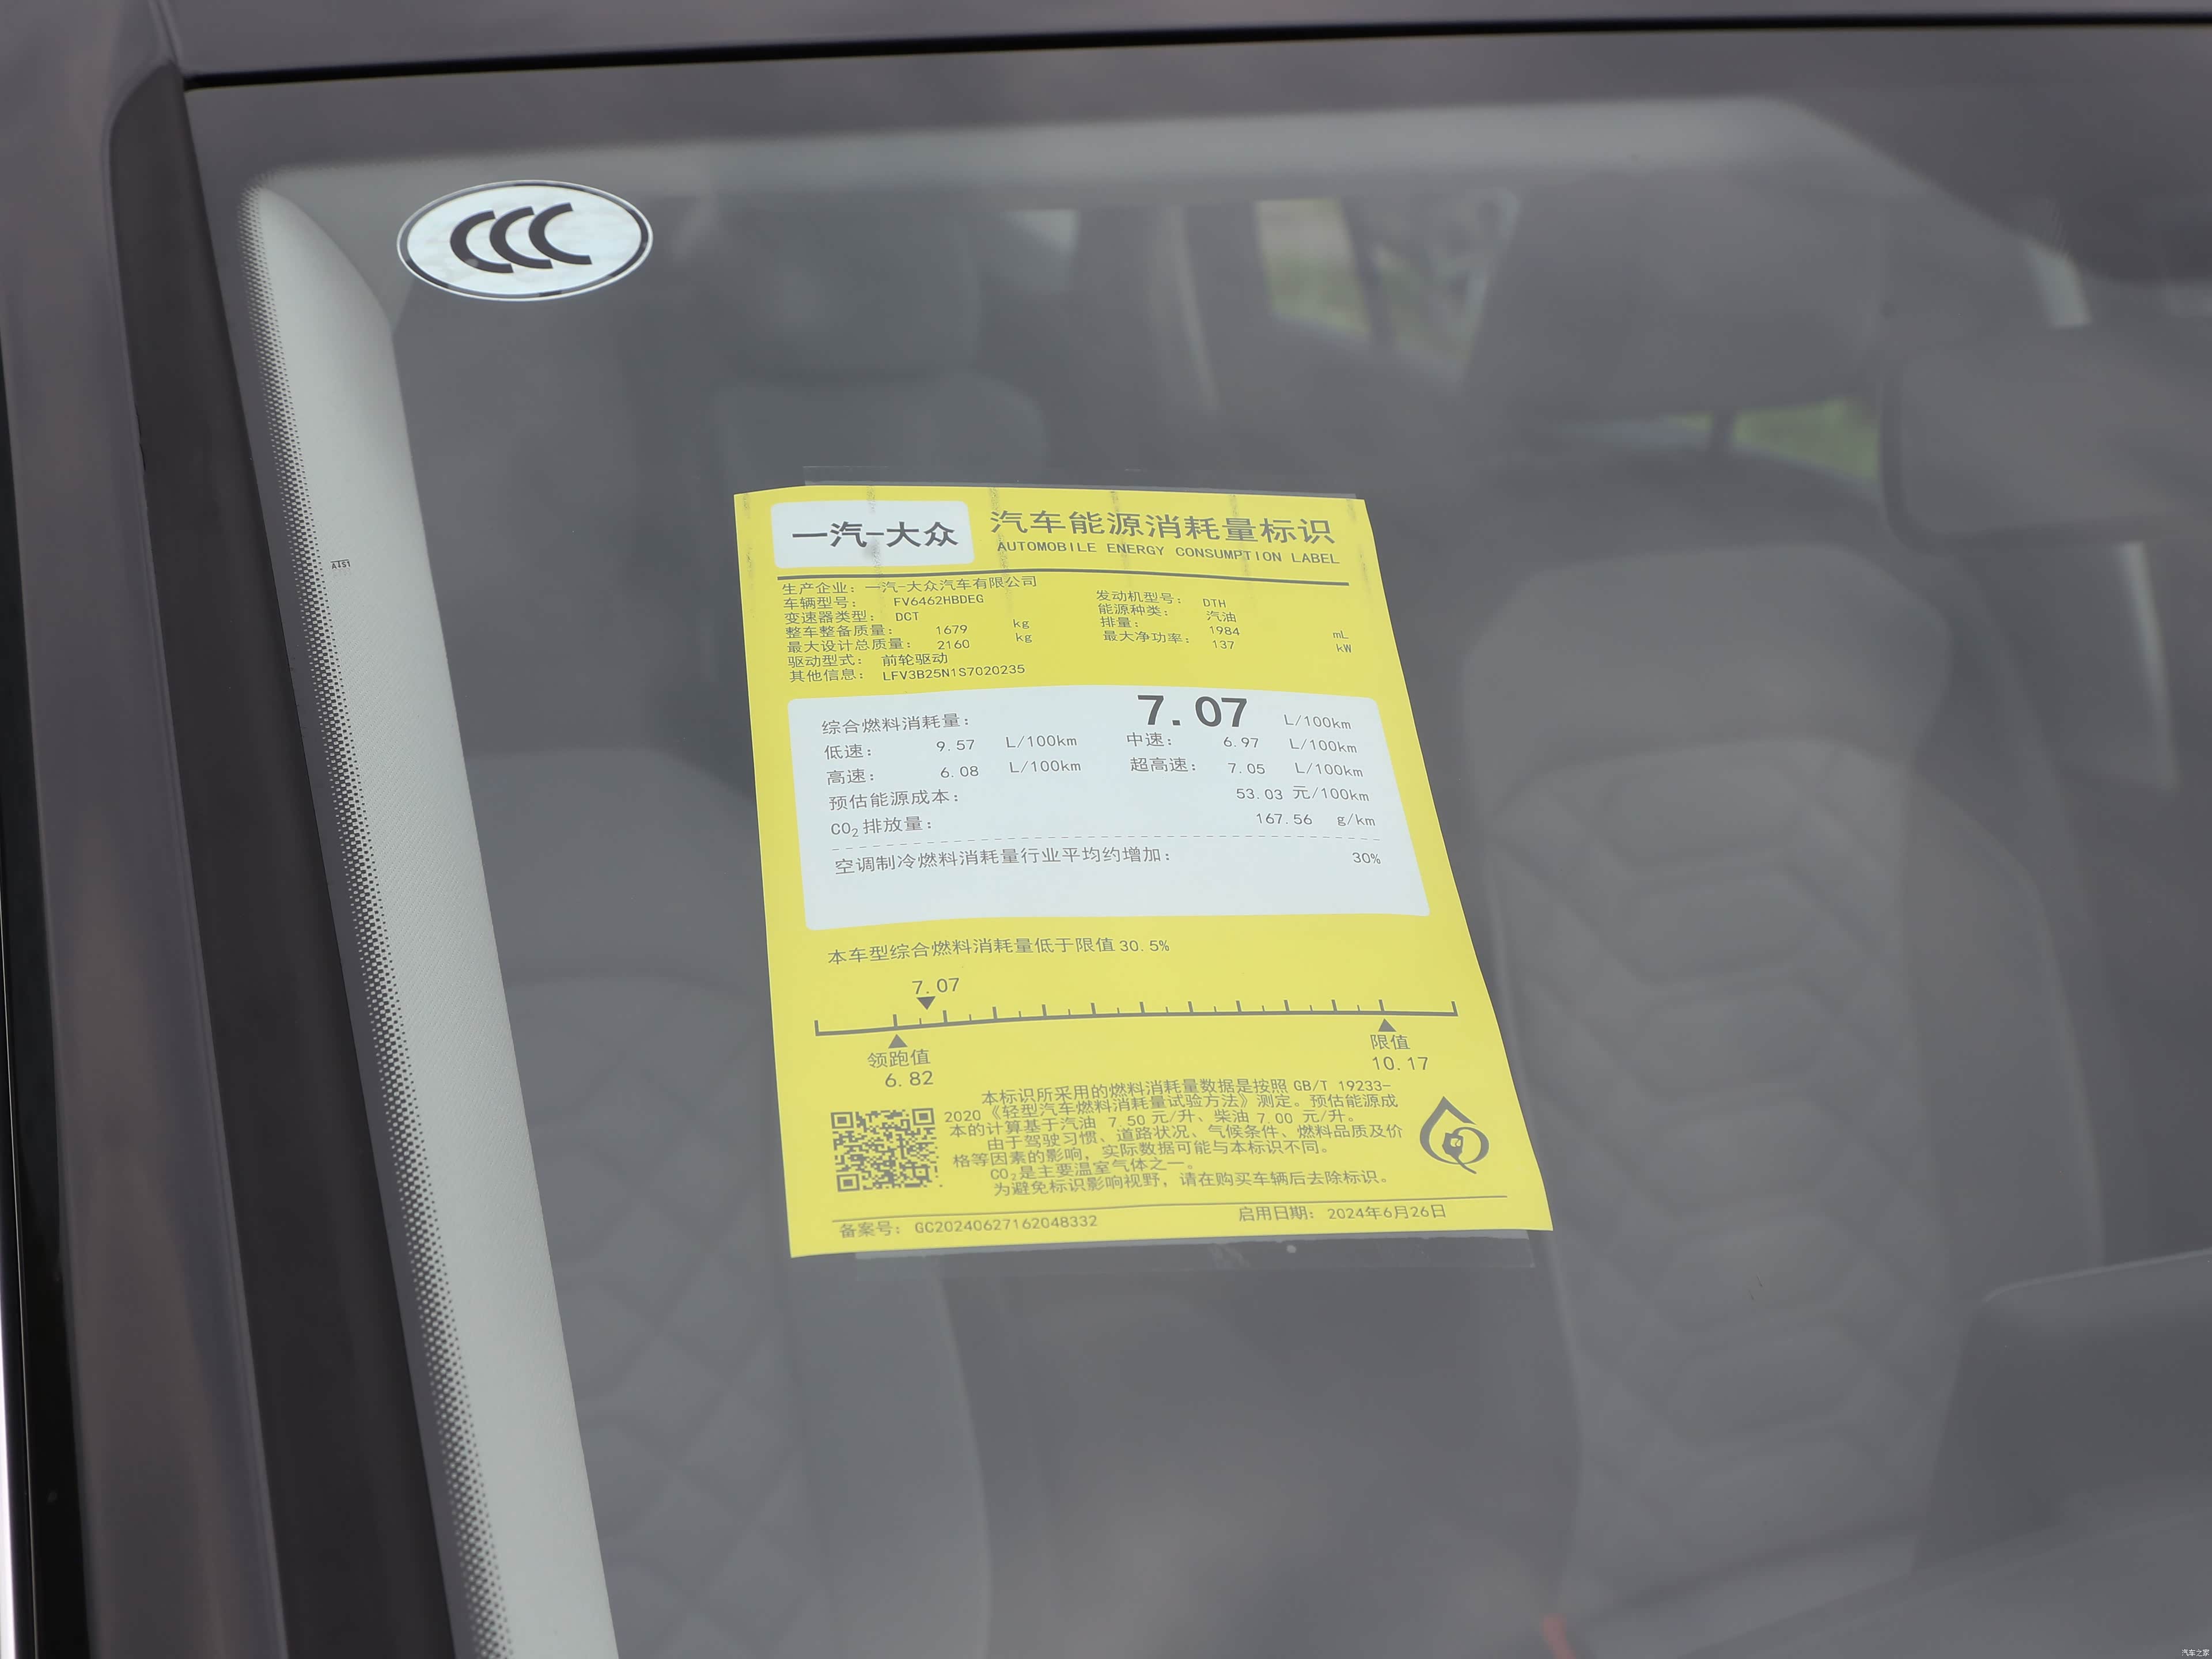 CCC
一汽-大众
汽车能源消耗量标识
AUTOMOBILE ENERGY CONSUMPTION LABEL
生产企业：一汽-大众汽车有限公司
车辆型号：FV6462HBDEG 发动机型号：DTH
变速器类型：DCT 能源种类：汽油
整车整备质量：1679 kg 排量：1984 mL
最大设计总质量：2160 kg 最大净功率：137 kW
驱动型式：前轮驱动
其他信息：LFV3B25N1S7020235
综合燃料消耗量：7.07 L/100km
低速：9.57 L/100km 中速：6.97 L/100km
高速：6.08 L/100km 超高速：7.05 L/100km
预估能源成本：53.03 元/100km
CO₂排放量：167.56 g/km
空调制冷燃料消耗量行业平均约增加：30%
本车型综合燃料消耗量低于限值30.5%
7.07
领跑值 限值
6.82 10.17
本标识所采用的燃料消耗量数据是按照 GB/T 19233-
2020《轻型汽车燃料消耗量试验方法》测定。预估能源成
本的计算基于汽油 7.50 元/升、柴油 7.00 元/升。
由于驾驶习惯、道路状况、气候条件、燃料品质及价
格等因素的影响，实际数据可能与本标识不同。
CO₂是主要温室气体之一。
为避免标识影响视野，请在购买车辆后去除标识。
备案号：GC20240627162048332 启用日期：2024年6月26日
汽车之家